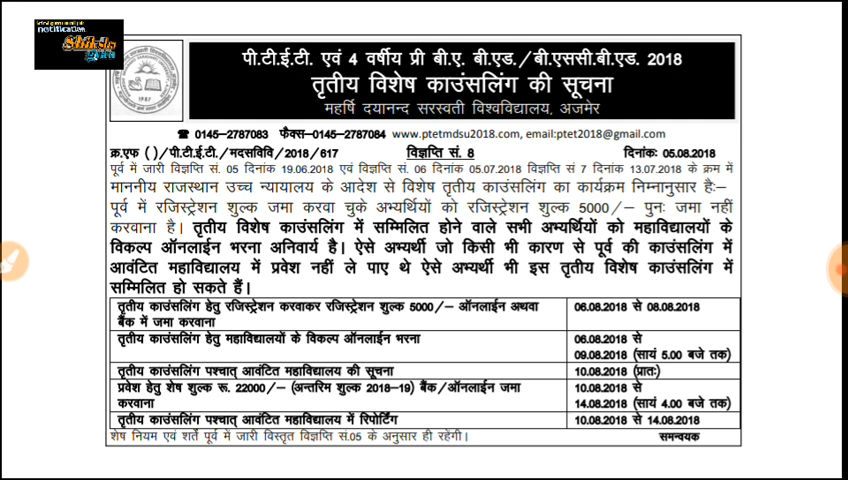 notification
पी.टी.ई.टी. एवं 4 वर्षीय प्री बी.ए. बी.एड./बी.एससी.बी.एड. 2018
तृतीय विशेष काउंसलिंग की सूचना
महर्षि दयानन्द सरस्वती विश्वविद्यालय, अजमेर
☎ 0145-2787083 फैक्स-0145-2787084 www.ptetmdsu2018.com, email:ptet2018@gmail.com
क्र.एफ ( )/पी.टी.ई.टी./मदसविवि/2018/617 विज्ञप्ति सं. 8 दिनांकः 05.08.2018
पूर्व में जारी विज्ञप्ति सं. 05 दिनांक 19.06.2018 एवं विज्ञप्ति सं. 06 दिनांक 05.07.2018 विज्ञप्ति सं 7 दिनांक 13.07.2018 के क्रम में
माननीय राजस्थान उच्च न्यायालय के आदेश से विशेष तृतीय काउंसलिंग का कार्यक्रम निम्नानुसार है:–
पूर्व में रजिस्ट्रेशन शुल्क जमा करवा चुके अभ्यर्थियों को रजिस्ट्रेशन शुल्क 5000/– पुनः जमा नहीं
करवाना है। तृतीय विशेष काउंसलिंग में सम्मिलित होने वाले सभी अभ्यर्थियों को महाविद्यालयों के
विकल्प ऑनलाईन भरना अनिवार्य है। ऐसे अभ्यर्थी जो किसी भी कारण से पूर्व की काउंसलिंग में
आवंटित महाविद्यालय में प्रवेश नहीं ले पाए थे ऐसे अभ्यर्थी भी इस तृतीय विशेष काउंसलिंग में
सम्मिलित हो सकते हैं।
तृतीय काउंसलिंग हेतु रजिस्ट्रेशन करवाकर रजिस्ट्रेशन शुल्क 5000/– ऑनलाईन अथवा
बैंक में जमा करवाना
06.08.2018 से 08.08.2018
तृतीय काउंसलिंग हेतु महाविद्यालयों के विकल्प ऑनलाईन भरना
06.08.2018 से
09.08.2018 (सायं 5.00 बजे तक)
तृतीय काउंसलिंग पश्चात् आवंटित महाविद्यालय की सूचना
10.08.2018 (प्रातः)
प्रवेश हेतु शेष शुल्क रू. 22000/– (अन्तरिम शुल्क 2018–19) बैंक/ऑनलाईन जमा
करवाना
10.08.2018 से
14.08.2018 (सायं 4.00 बजे तक)
तृतीय काउंसलिंग पश्चात् आवंटित महाविद्यालय में रिपोर्टिंग
10.08.2018 से 14.08.2018
शेष नियम एवं शर्तें पूर्व में जारी विस्तृत विज्ञप्ति सं.05 के अनुसार ही रहेंगी।
समन्वयक